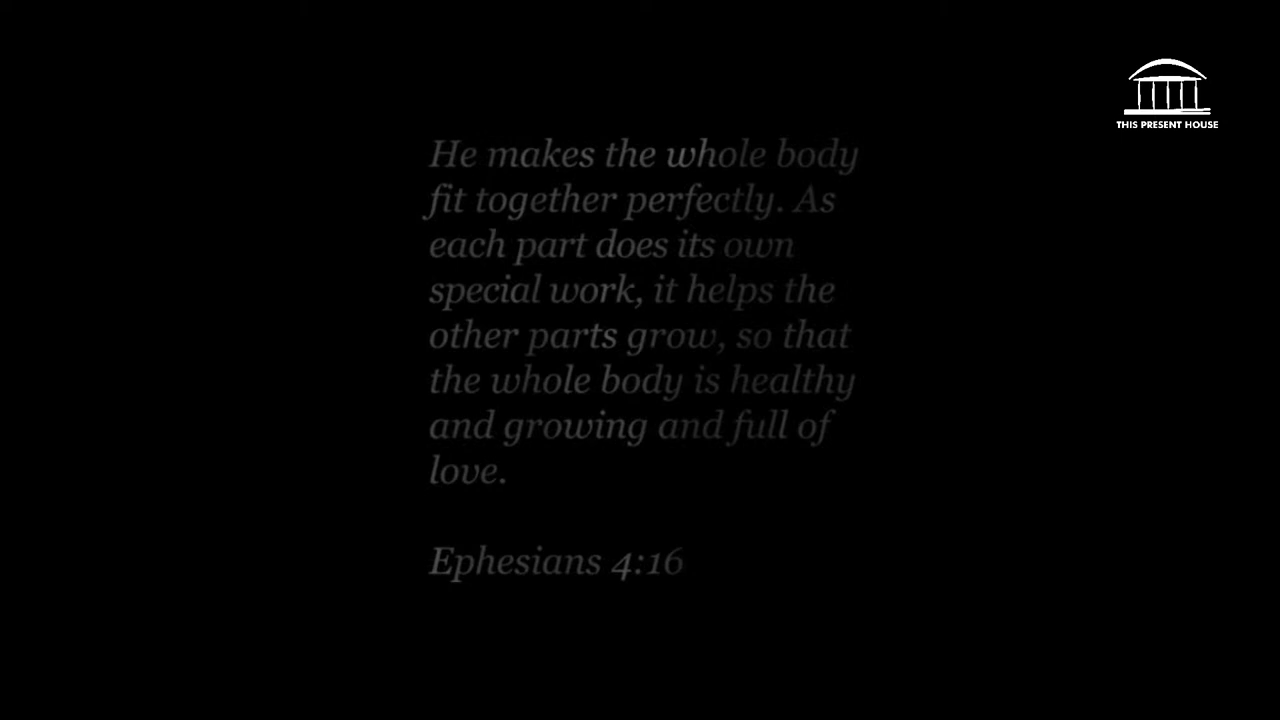 THIS PRESENT HOUSE
He makes the whole body
fit together perfectly. As
each part does its own
special work, it helps the
other parts grow, so that
the whole body is healthy
and growing and full of
love.
Ephesians 4:16